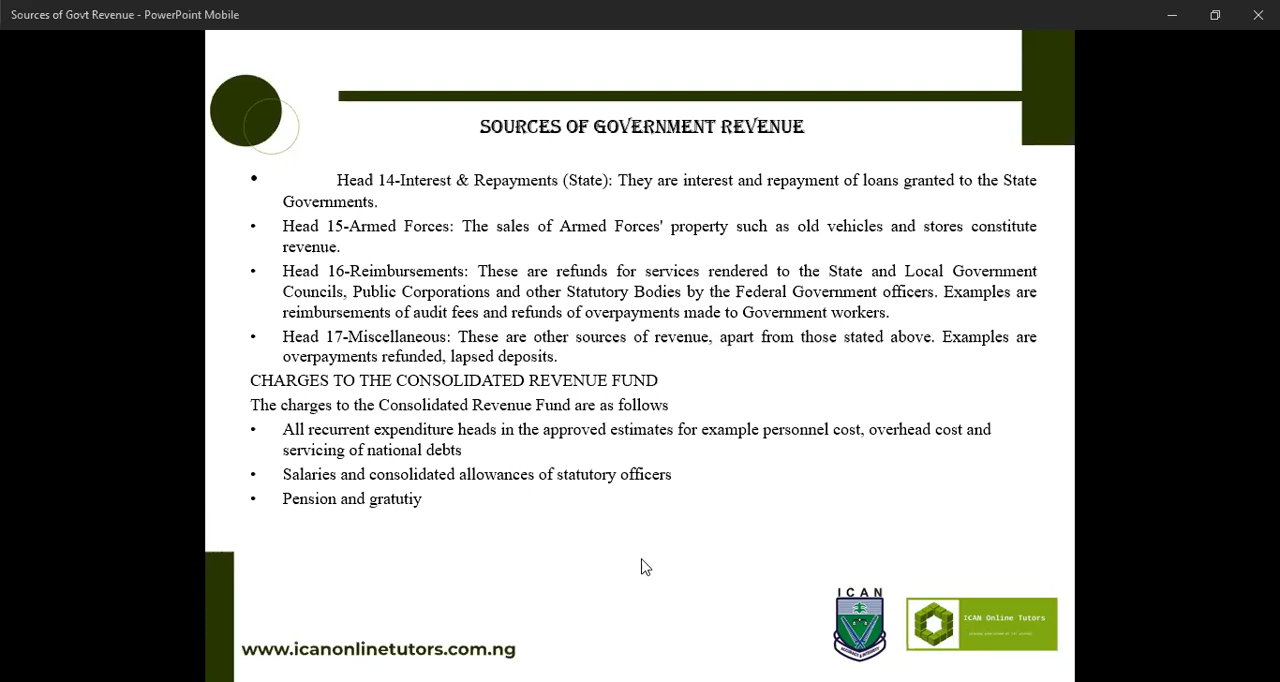 Sources of Govt Revenue - PowerPoint Mobile
SOURCES OF GOVERNMENT REVENUE
• Head 14-Interest & Repayments (State): They are interest and repayment of loans granted to the State
Governments.
• Head 15-Armed Forces: The sales of Armed Forces' property such as old vehicles and stores constitute
revenue.
• Head 16-Reimbursements: These are refunds for services rendered to the State and Local Government
Councils, Public Corporations and other Statutory Bodies by the Federal Government officers. Examples are
reimbursements of audit fees and refunds of overpayments made to Government workers.
• Head 17-Miscellaneous: These are other sources of revenue, apart from those stated above. Examples are
overpayments refunded, lapsed deposits.
CHARGES TO THE CONSOLIDATED REVENUE FUND
The charges to the Consolidated Revenue Fund are as follows
• All recurrent expenditure heads in the approved estimates for example personnel cost, overhead cost and
servicing of national debts
• Salaries and consolidated allowances of statutory officers
• Pension and gratutiy
ICAN
ACCURACY & INTEGRITY
ICAN Online Tutors
www.icanonlinetutors.com.ng